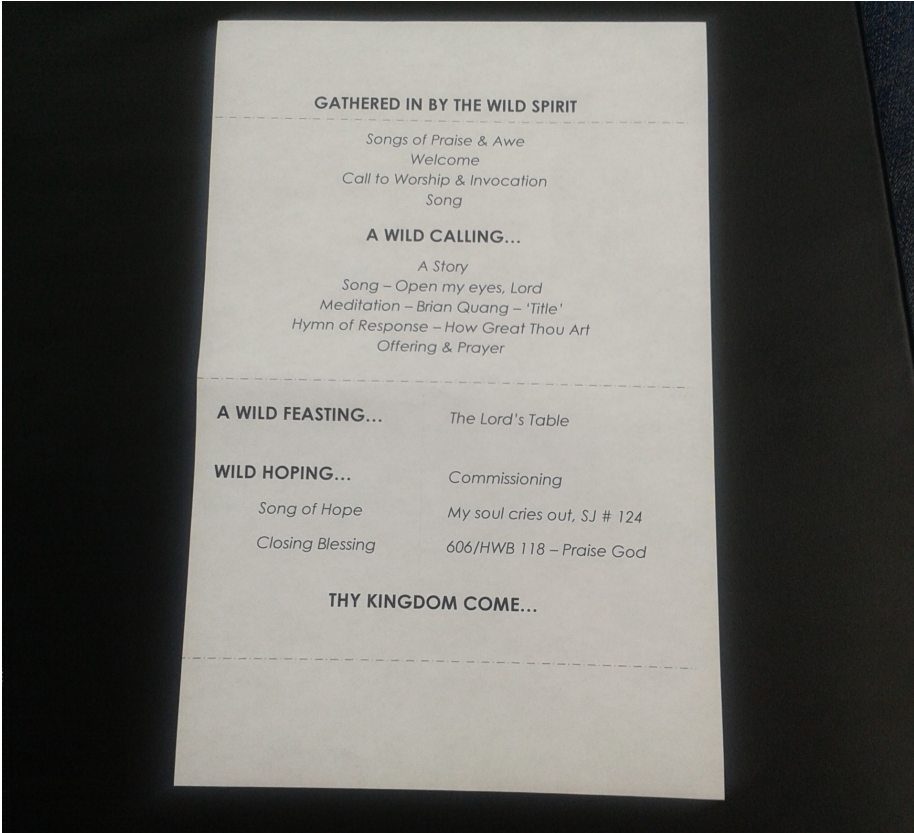 GATHERED IN BY THE WILD SPIRIT
Songs of Praise & Awe
Welcome
Call to Worship & Invocation
Song
A WILD CALLING…
A Story
Song – Open my eyes, Lord
Meditation – Brian Quang – ‘Title’
Hymn of Response – How Great Thou Art
Offering & Prayer
A WILD FEASTING… The Lord’s Table
WILD HOPING… Commissioning
Song of Hope My soul cries out, SJ # 124
Closing Blessing 606/HWB 118 – Praise God
THY KINGDOM COME…